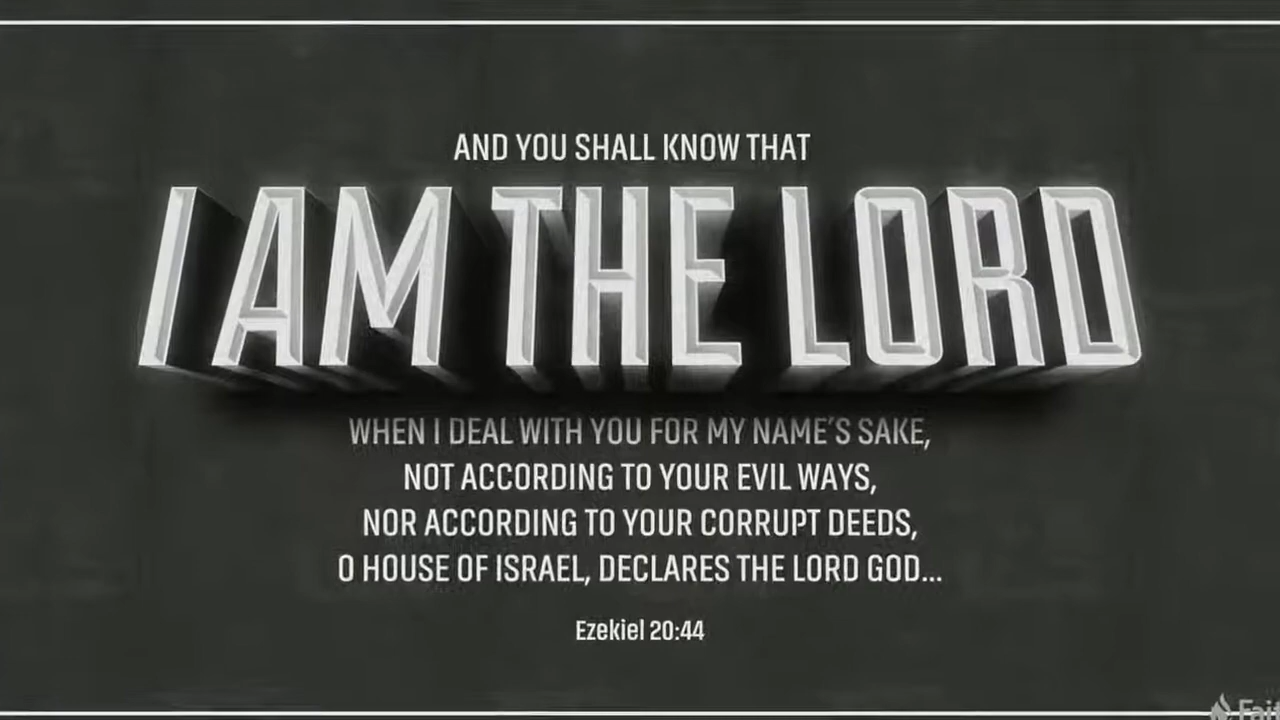 AND YOU SHALL KNOW THAT
I AM THE LORD
WHEN I DEAL WITH YOU FOR MY NAME'S SAKE,
NOT ACCORDING TO YOUR EVIL WAYS,
NOR ACCORDING TO YOUR CORRUPT DEEDS,
O HOUSE OF ISRAEL, DECLARES THE LORD GOD...
Ezekiel 20:44